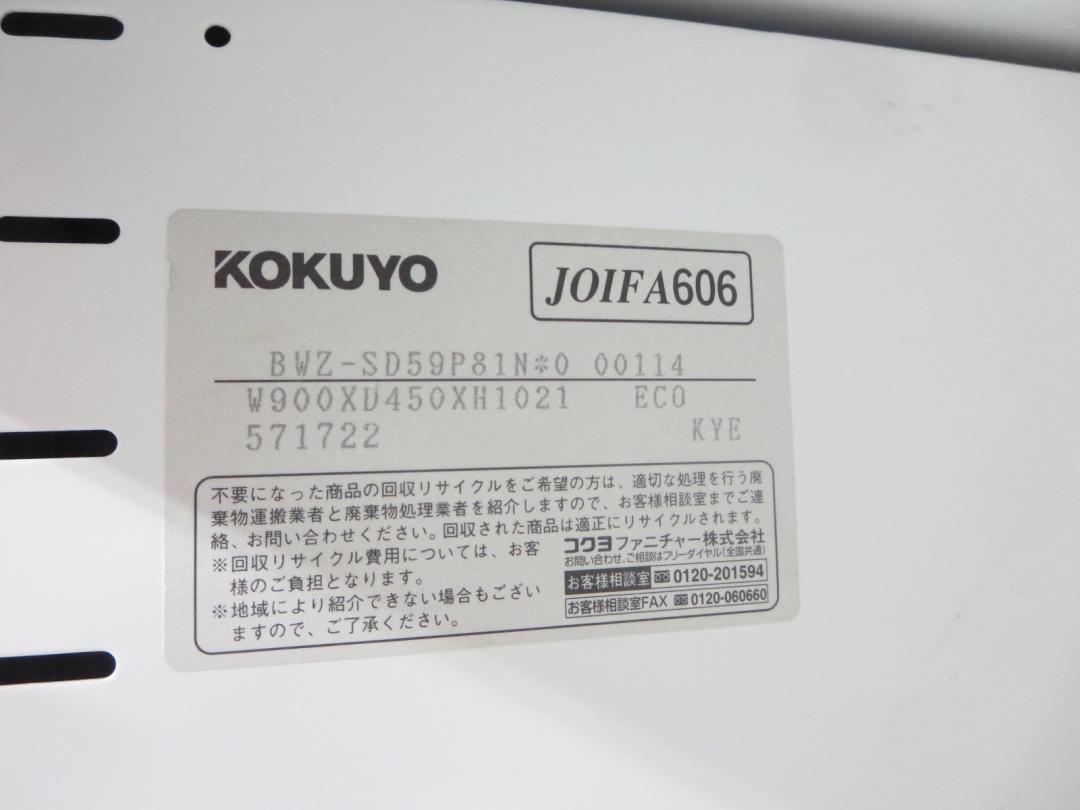 KOKUYO
JOIFA606
BWZ-SD59P81N*0 00114
W900XD450XH1021 ECO
571722 KYE
不要になった商品の回収リサイクルをご希望の方は、適切な処理を行う廃
棄物運搬業者と廃棄物処理業者を紹介しますので、お客様相談室までご連
絡、お問い合わせください。回収された商品は適正にリサイクルされます。
※回収リサイクル費用については、お客
様のご負担となります。
※地域により紹介できない場合もござい
ますので、ご了承ください。
コクヨファニチャー株式会社
お問い合わせ、ご相談はフリーダイヤル(全国共通)
お客様相談室 0120-201594
お客様相談室FAX 0120-060660